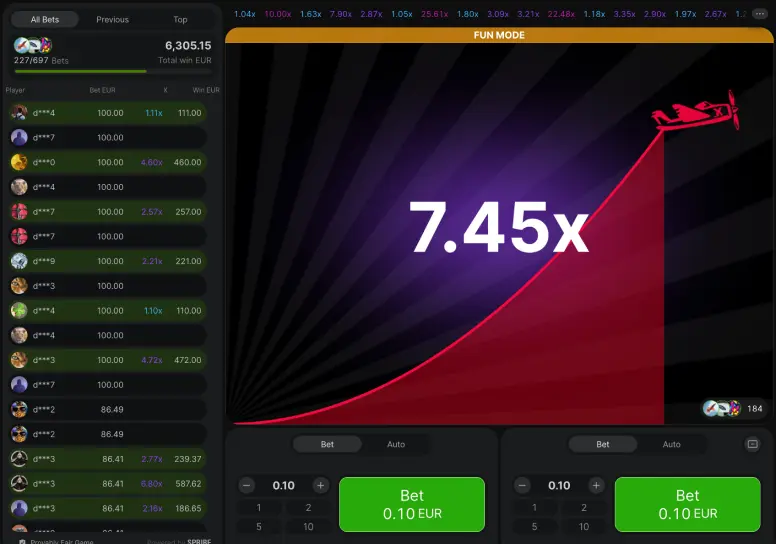 All Bets Previous Top
227/697 Bets
6,305.15
Total win EUR
Player Bet EUR X Win EUR
d***4 100.00 1.11x 111.00
d***7 100.00
d***0 100.00 4.60x 460.00
d***4 100.00
d***7 100.00 2.57x 257.00
d***7 100.00
d***9 100.00 2.21x 221.00
d***3 100.00
d***4 100.00 1.10x 110.00
d***4 100.00
d***3 100.00 4.72x 472.00
d***7 100.00
d***2 86.49
d***2 86.49
d***3 86.41 2.77x 239.37
d***3 86.41 6.80x 587.62
d***3 86.41 2.16x 186.65
Provably Fair Game Powered by SPRIBE
1.04x 10.09x 1.63x 7.90x 2.87x 1.05x 25.61x 1.80x 3.09x 3.21x 22.48x 1.18x 3.35x 2.90x 1.97x 2.67x
FUN MODE
7.45x
184
Bet Auto
− 0.10 +
1 2
5 10
Bet
0.10 EUR
Bet Auto
− 0.10 +
1 2
5 10
Bet
0.10 EUR